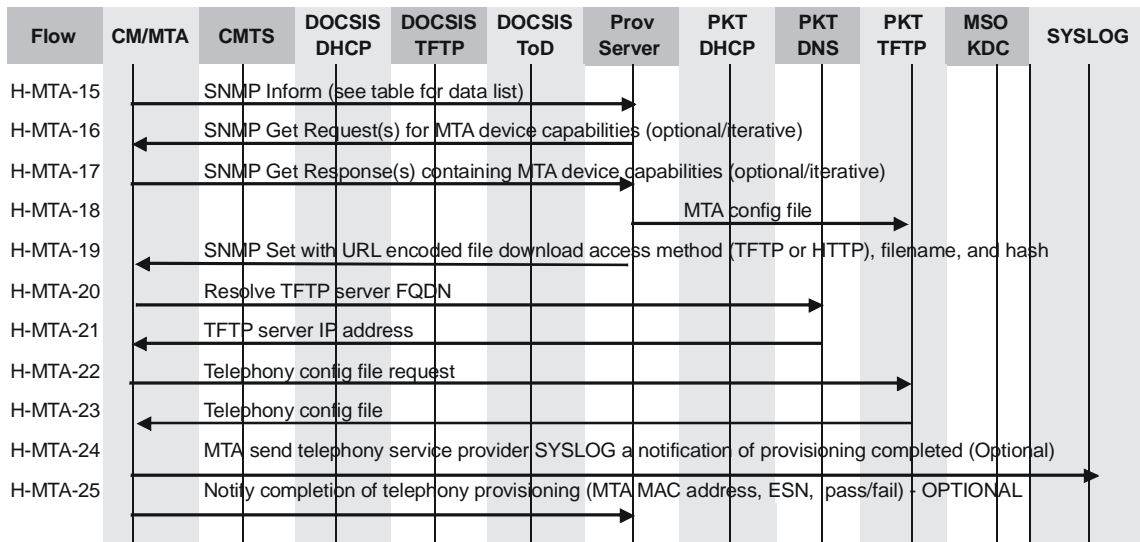 Flow CM/MTA CMTS DOCSIS DHCP DOCSIS TFTP DOCSIS ToD Prov Server PKT DHCP PKT DNS PKT TFTP MSO KDC SYSLOG
H-MTA-15 SNMP Inform (see table for data list)
H-MTA-16 SNMP Get Request(s) for MTA device capabilities (optional/iterative)
H-MTA-17 SNMP Get Response(s) containing MTA device capabilities (optional/iterative)
H-MTA-18 MTA config file
H-MTA-19 SNMP Set with URL encoded file download access method (TFTP or HTTP), filename, and hash
H-MTA-20 Resolve TFTP server FQDN
H-MTA-21 TFTP server IP address
H-MTA-22 Telephony config file request
H-MTA-23 Telephony config file
H-MTA-24 MTA send telephony service provider SYSLOG a notification of provisioning completed (Optional)
H-MTA-25 Notify completion of telephony provisioning (MTA MAC address, ESN, pass/fail) - OPTIONAL